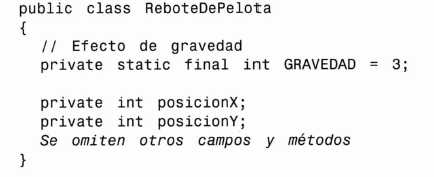 public class ReboteDePelota
{
// Efecto de gravedad
private static final int GRAVEDAD = 3;
private int posicionX;
private int posicionY;
Se omiten otros campos y métodos
}